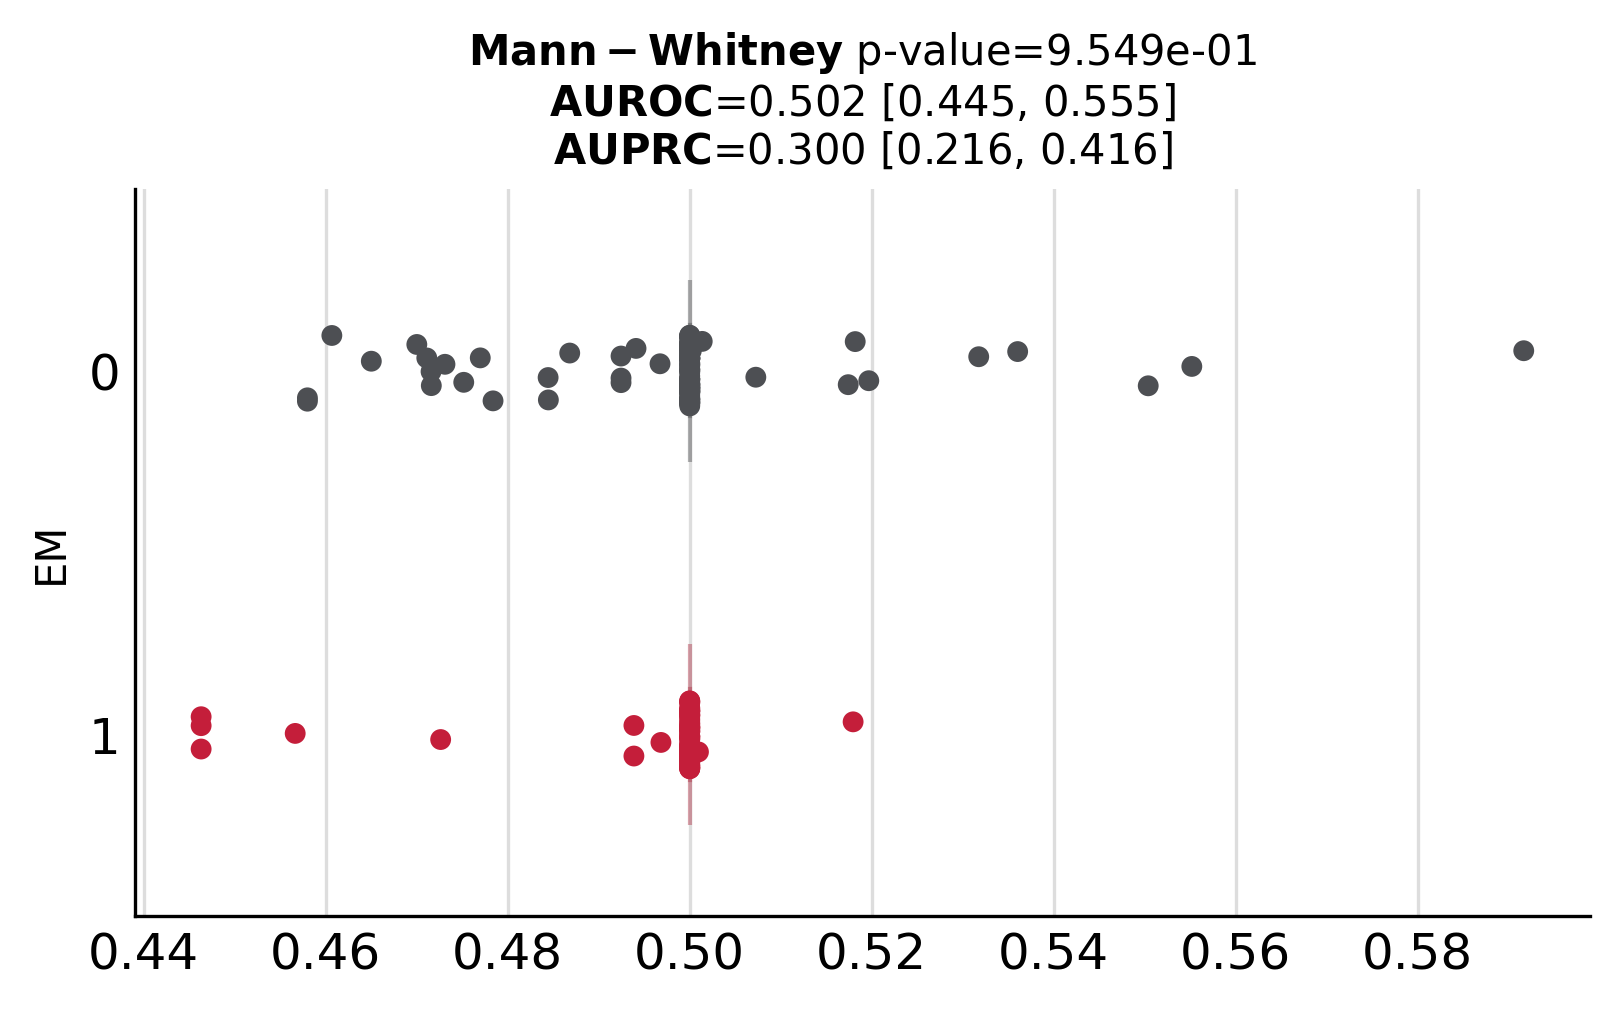 Mann − Whitney p-value=9.549e-01
AUROC=0.502 [0.445, 0.555]
AUPRC=0.300 [0.216, 0.416]
0
EM
1
0.44 0.46 0.48 0.50 0.52 0.54 0.56 0.58